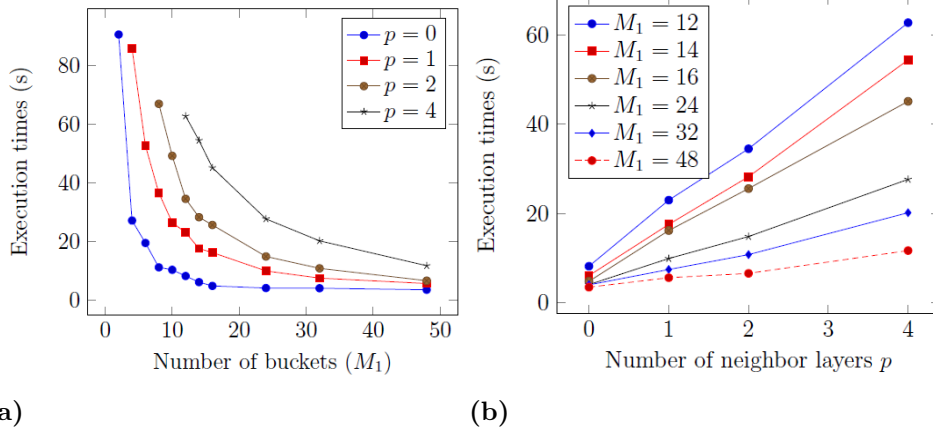 p = 0
p = 1
p = 2
p = 4
80
60
40
20
0
0 10 20 30 40 50
Execution times (s)
Number of buckets (M₁)
a)
M₁ = 12
M₁ = 14
M₁ = 16
M₁ = 24
M₁ = 32
M₁ = 48
60
40
20
0
0 1 2 3 4
Execution times (s)
Number of neighbor layers p
(b)